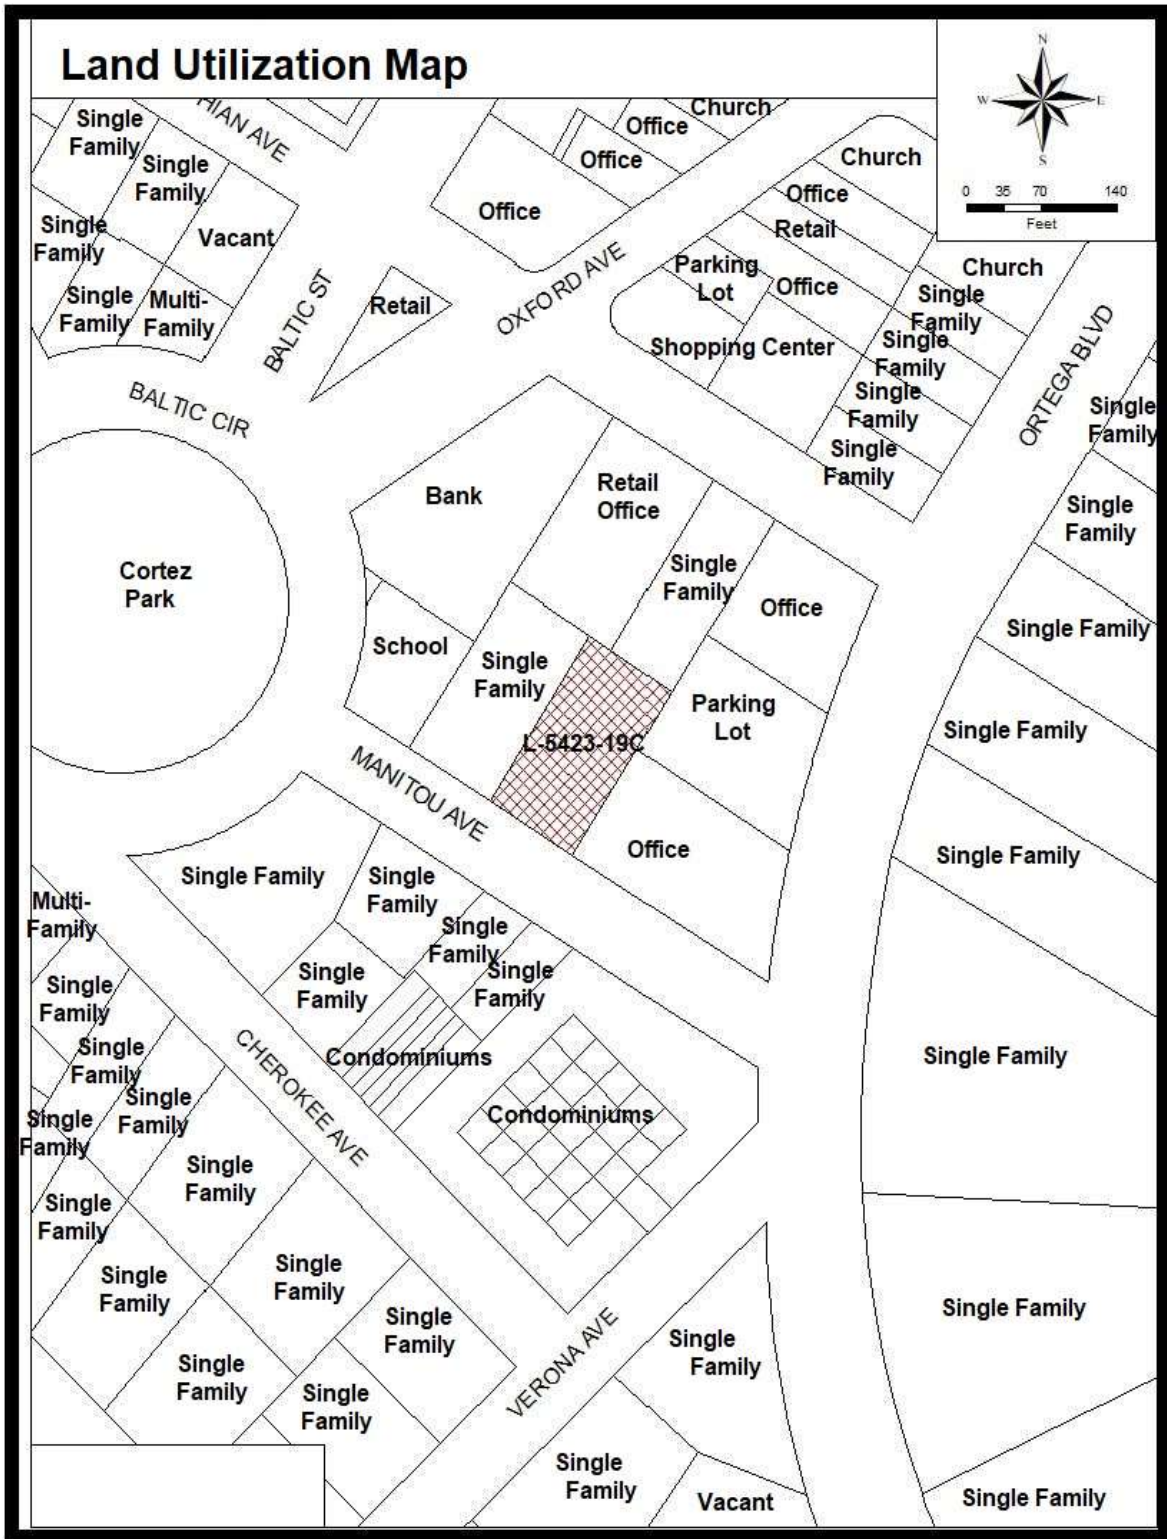 Land Utilization Map
N
W
E
S
0 35 70 140
Feet
HIAN AVE
Single
Family
Single
Family
Single
Family
Vacant
Single
Family
Multi-
Family
BALTIC ST
BALTIC CIR
Retail
Office
Office
Office
Church
OXFORD AVE
Church
Office
Retail
Parking
Lot
Office
Shopping Center
Church
Single
Family
Single
Family
Single
Family
Single
Family
ORTEGA BLVD
Single
Family
Single
Family
Single Family
Single Family
Single Family
Single Family
Single Family
Single Family
Cortez
Park
Bank
Retail
Office
Single
Family
Office
School
Single
Family
Parking
Lot
L-5423-19C
Office
MANITOU AVE
Single Family
Single
Family
Single
Family
Single
Family
Single
Family
Condominiums
Condominiums
Multi-
Family
Single
Family
Single
Family
Single
Family
Single
Family
CHEROKEE AVE
Single
Family
Single
Family
Single
Family
Single
Family
Single
Family
Single
Family
Single
Family
VERONA AVE
Single
Family
Single
Family
Vacant